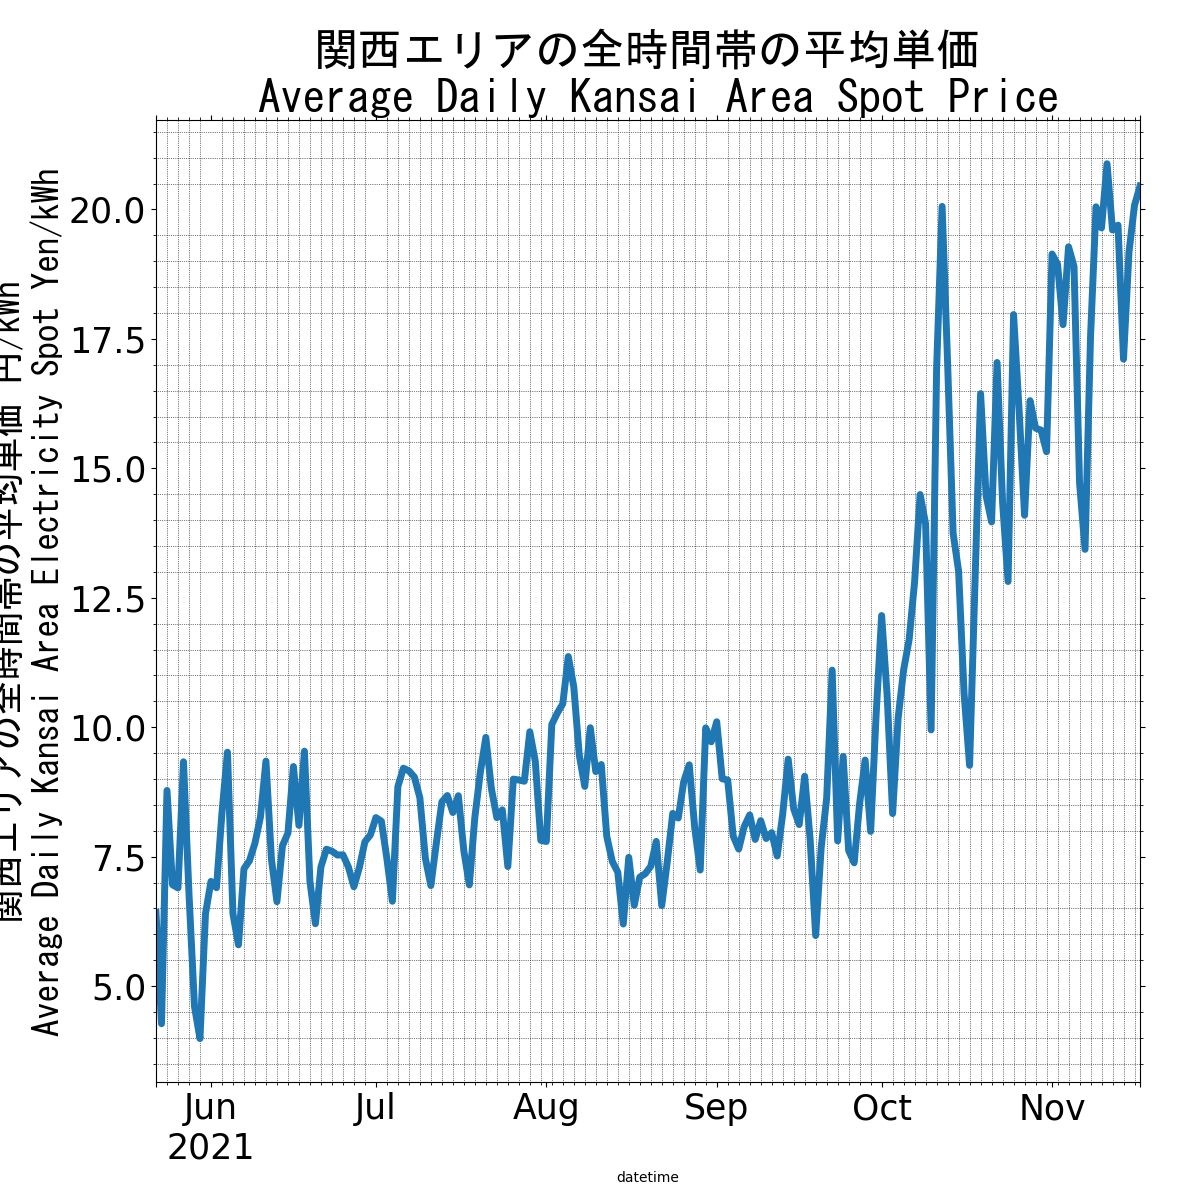 関西エリアの全時間帯の平均単価
Average Daily Kansai Area Spot Price
関西エリアの全時間帯の平均単価 円/kWh
Average Daily Kansai Area Electricity Spot Yen/kWh
20.0
17.5
15.0
12.5
10.0
7.5
5.0
Jun Jul Aug Sep Oct Nov
2021
datetime